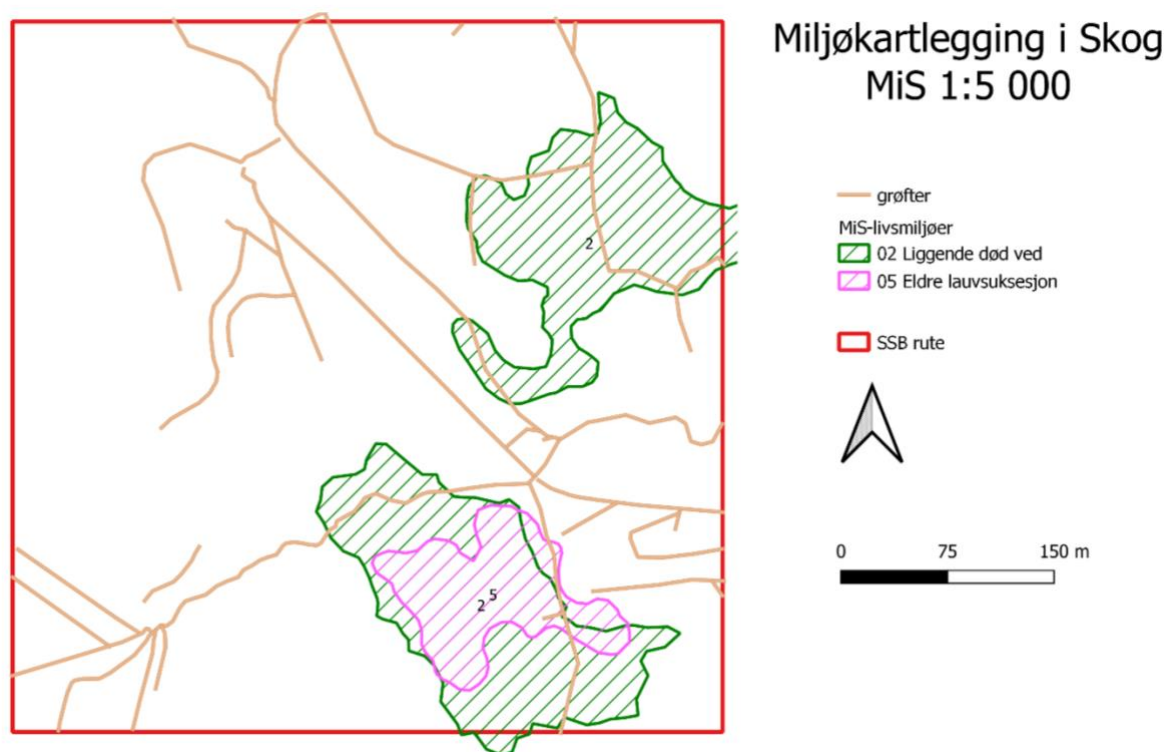 Miljøkartlegging i Skog
MiS 1:5 000
grøfter
MiS-livsmiljøer
02 Liggende død ved
05 Eldre lauvsuksesjon
SSB rute
0 75 150 m
2
2 5